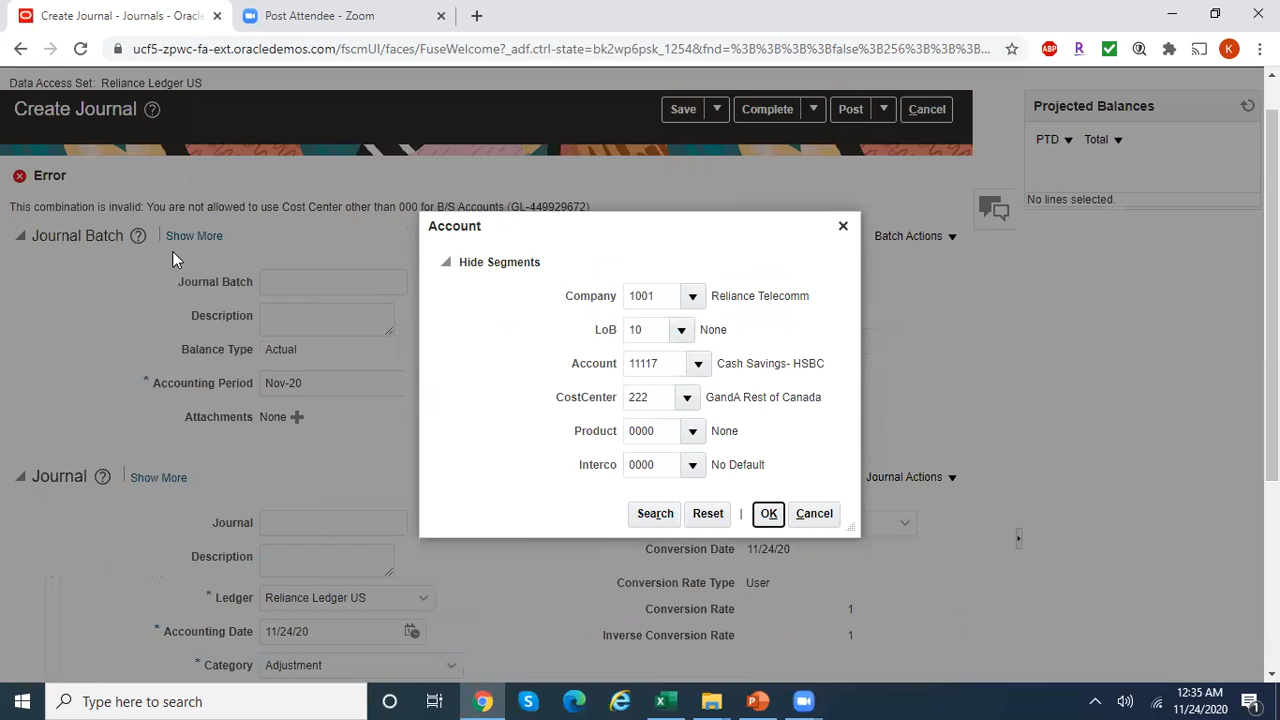 Create Journal - Journals - Oracle
Post Attendee - Zoom
ucf5-zpwc-fa-ext.oracledemos.com/fscmUI/faces/FuseWelcome?_adf.ctrl-state=bk2wp6psk_1254&fnd=%3B%3B%3B%3Bfalse%3B256%3B%3B%3B...
ABP
R
K
Data Access Set: Reliance Ledger US
Create Journal ?
Save
Complete
Post
Cancel
Projected Balances
PTD
Total
No lines selected.
Error
This combination is invalid: You are not allowed to use Cost Center other than 000 for B/S Accounts (GL-449929672)
Journal Batch ? Show More
Batch Actions
Journal Batch
Description
Balance Type Actual
* Accounting Period Nov-20
Attachments None
Account
Hide Segments
Company 1001 Reliance Telecomm
LoB 10 None
Account 11117 Cash Savings- HSBC
CostCenter 222 GandA Rest of Canada
Product 0000 None
Interco 0000 No Default
Search Reset | OK Cancel
Journal ? Show More
Journal Actions
Journal
Description
* Ledger Reliance Ledger US
* Accounting Date 11/24/20
* Category Adjustment
Conversion Date 11/24/20
Conversion Rate Type User
Conversion Rate 1
Inverse Conversion Rate 1
Type here to search
12:35 AM
11/24/2020
1